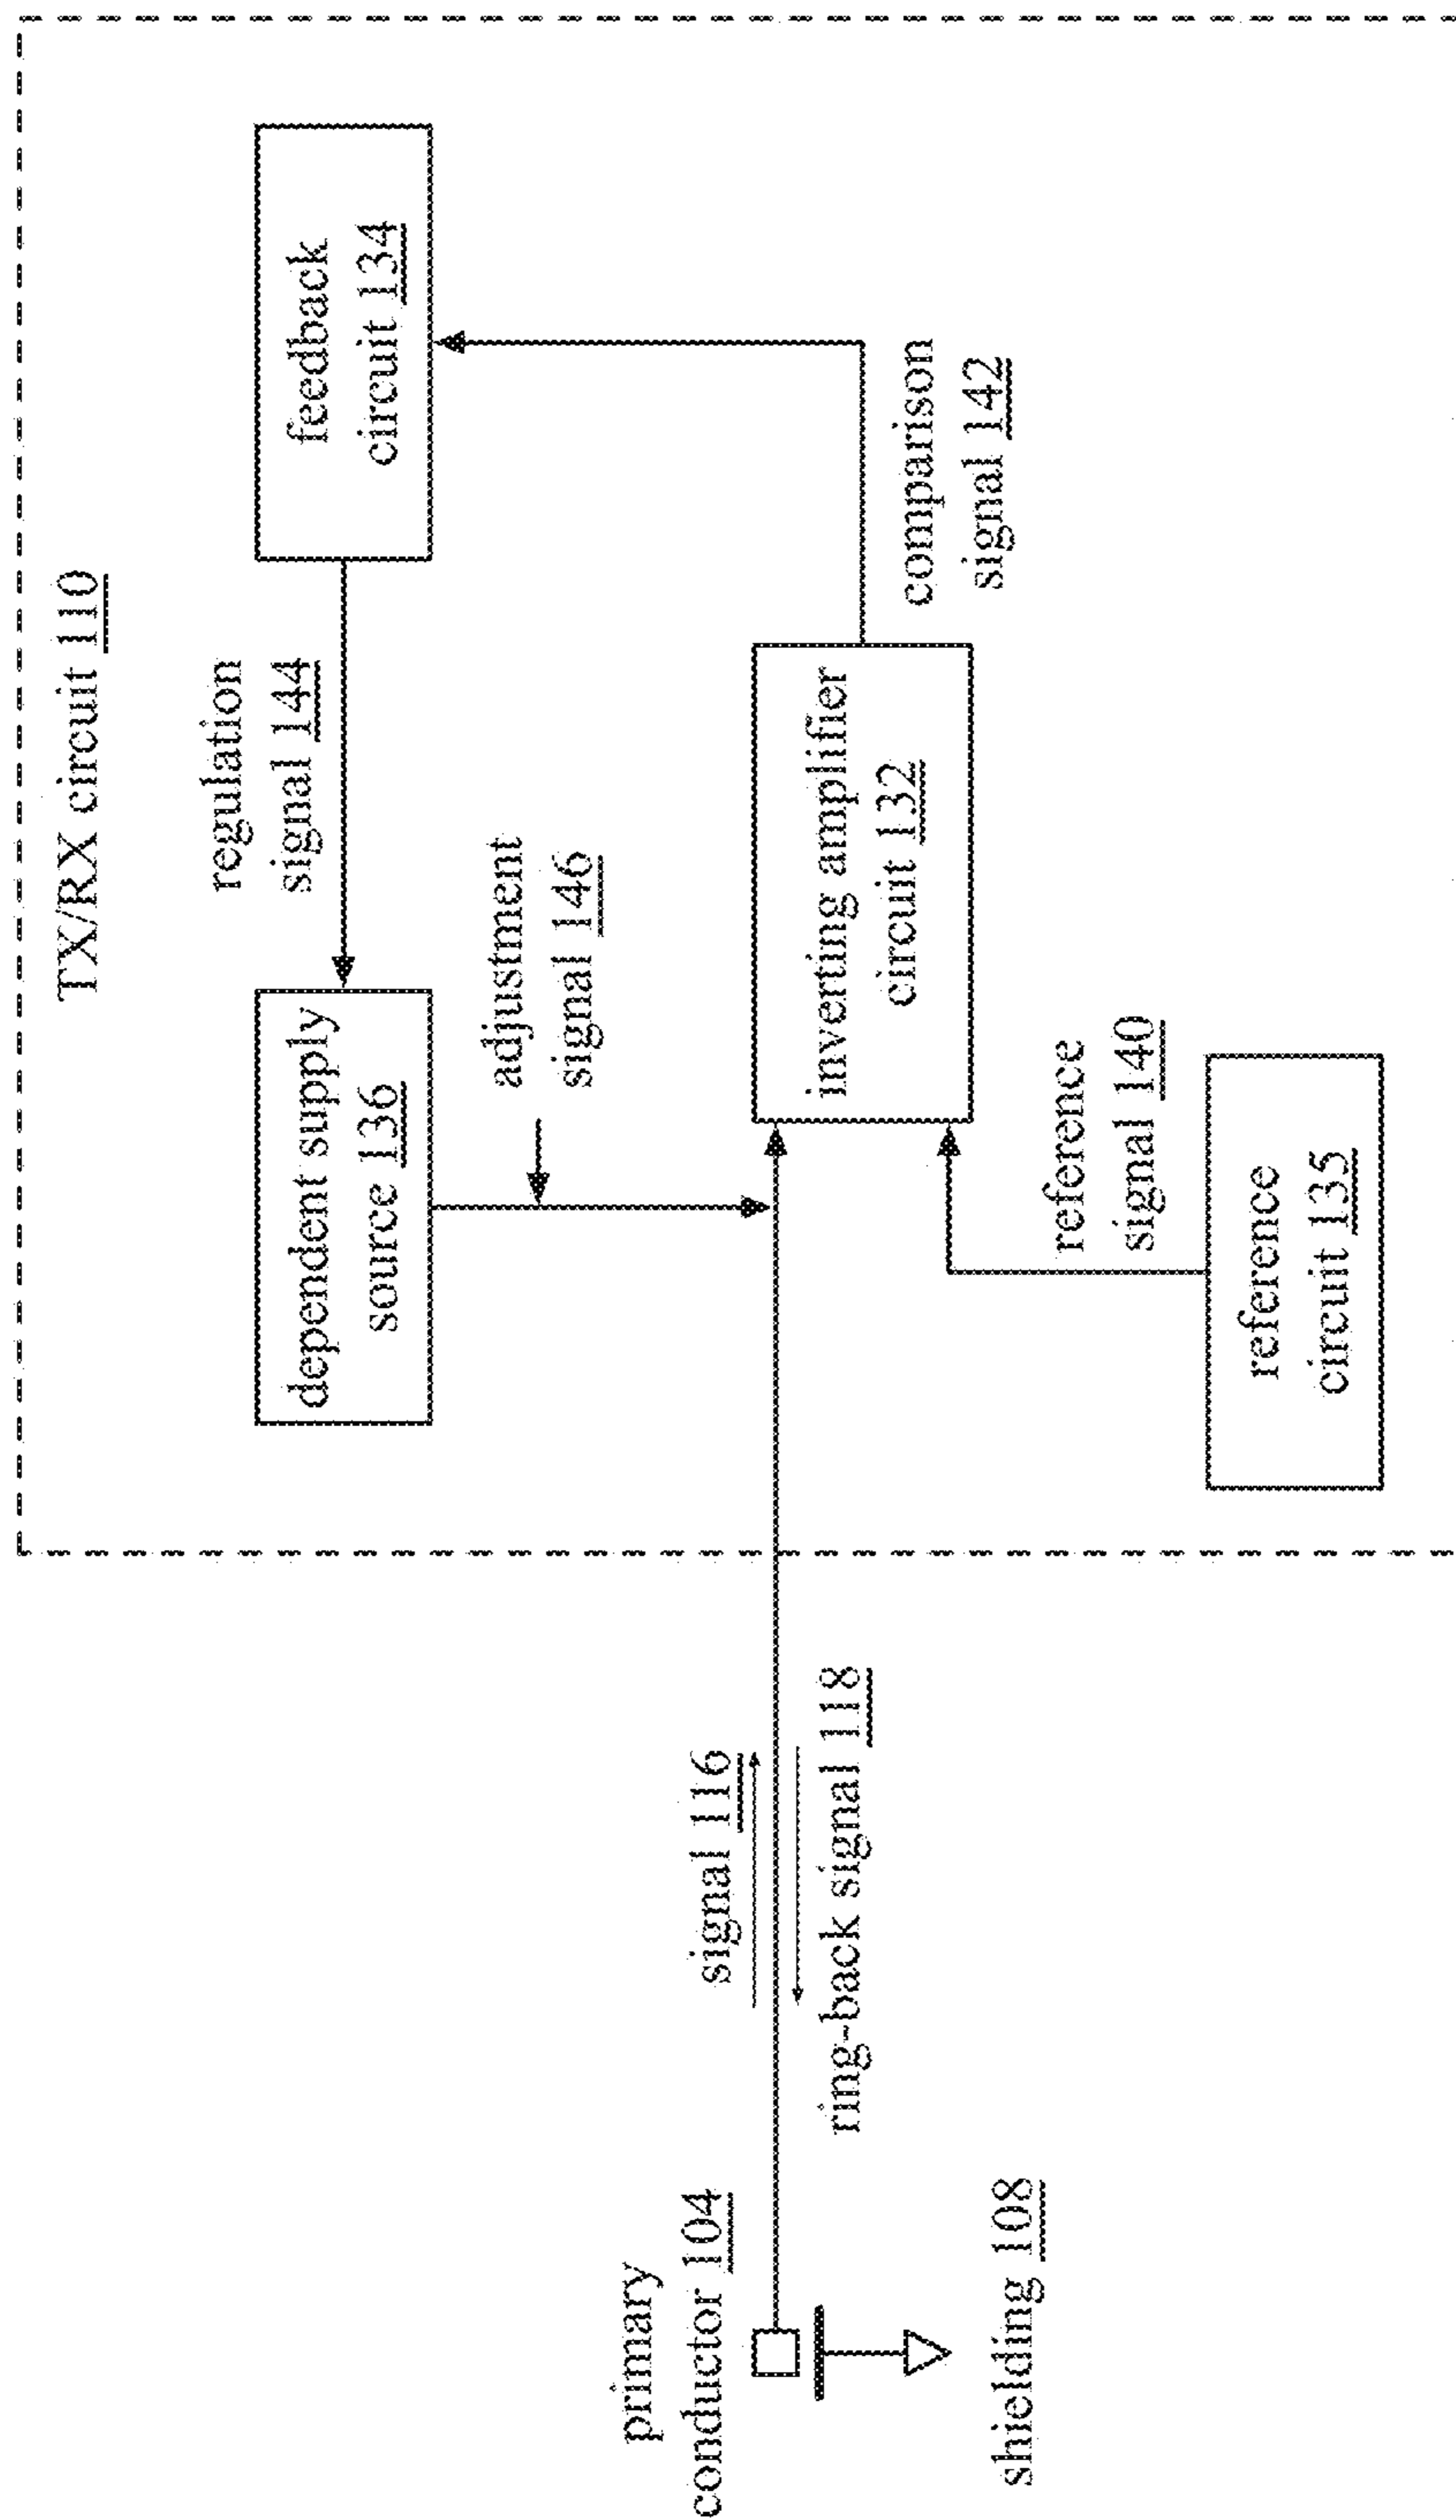 TX/RX circuit 110
feedback
circuit 134
regulation
signal 144
dependent supply
source 136
adjustment
signal 146
inverting amplifier
circuit 132
comparison
signal 142
reference
signal 140
reference
circuit 135
primary
conductor 104
signal 116
ring-back signal 118
shielding 108